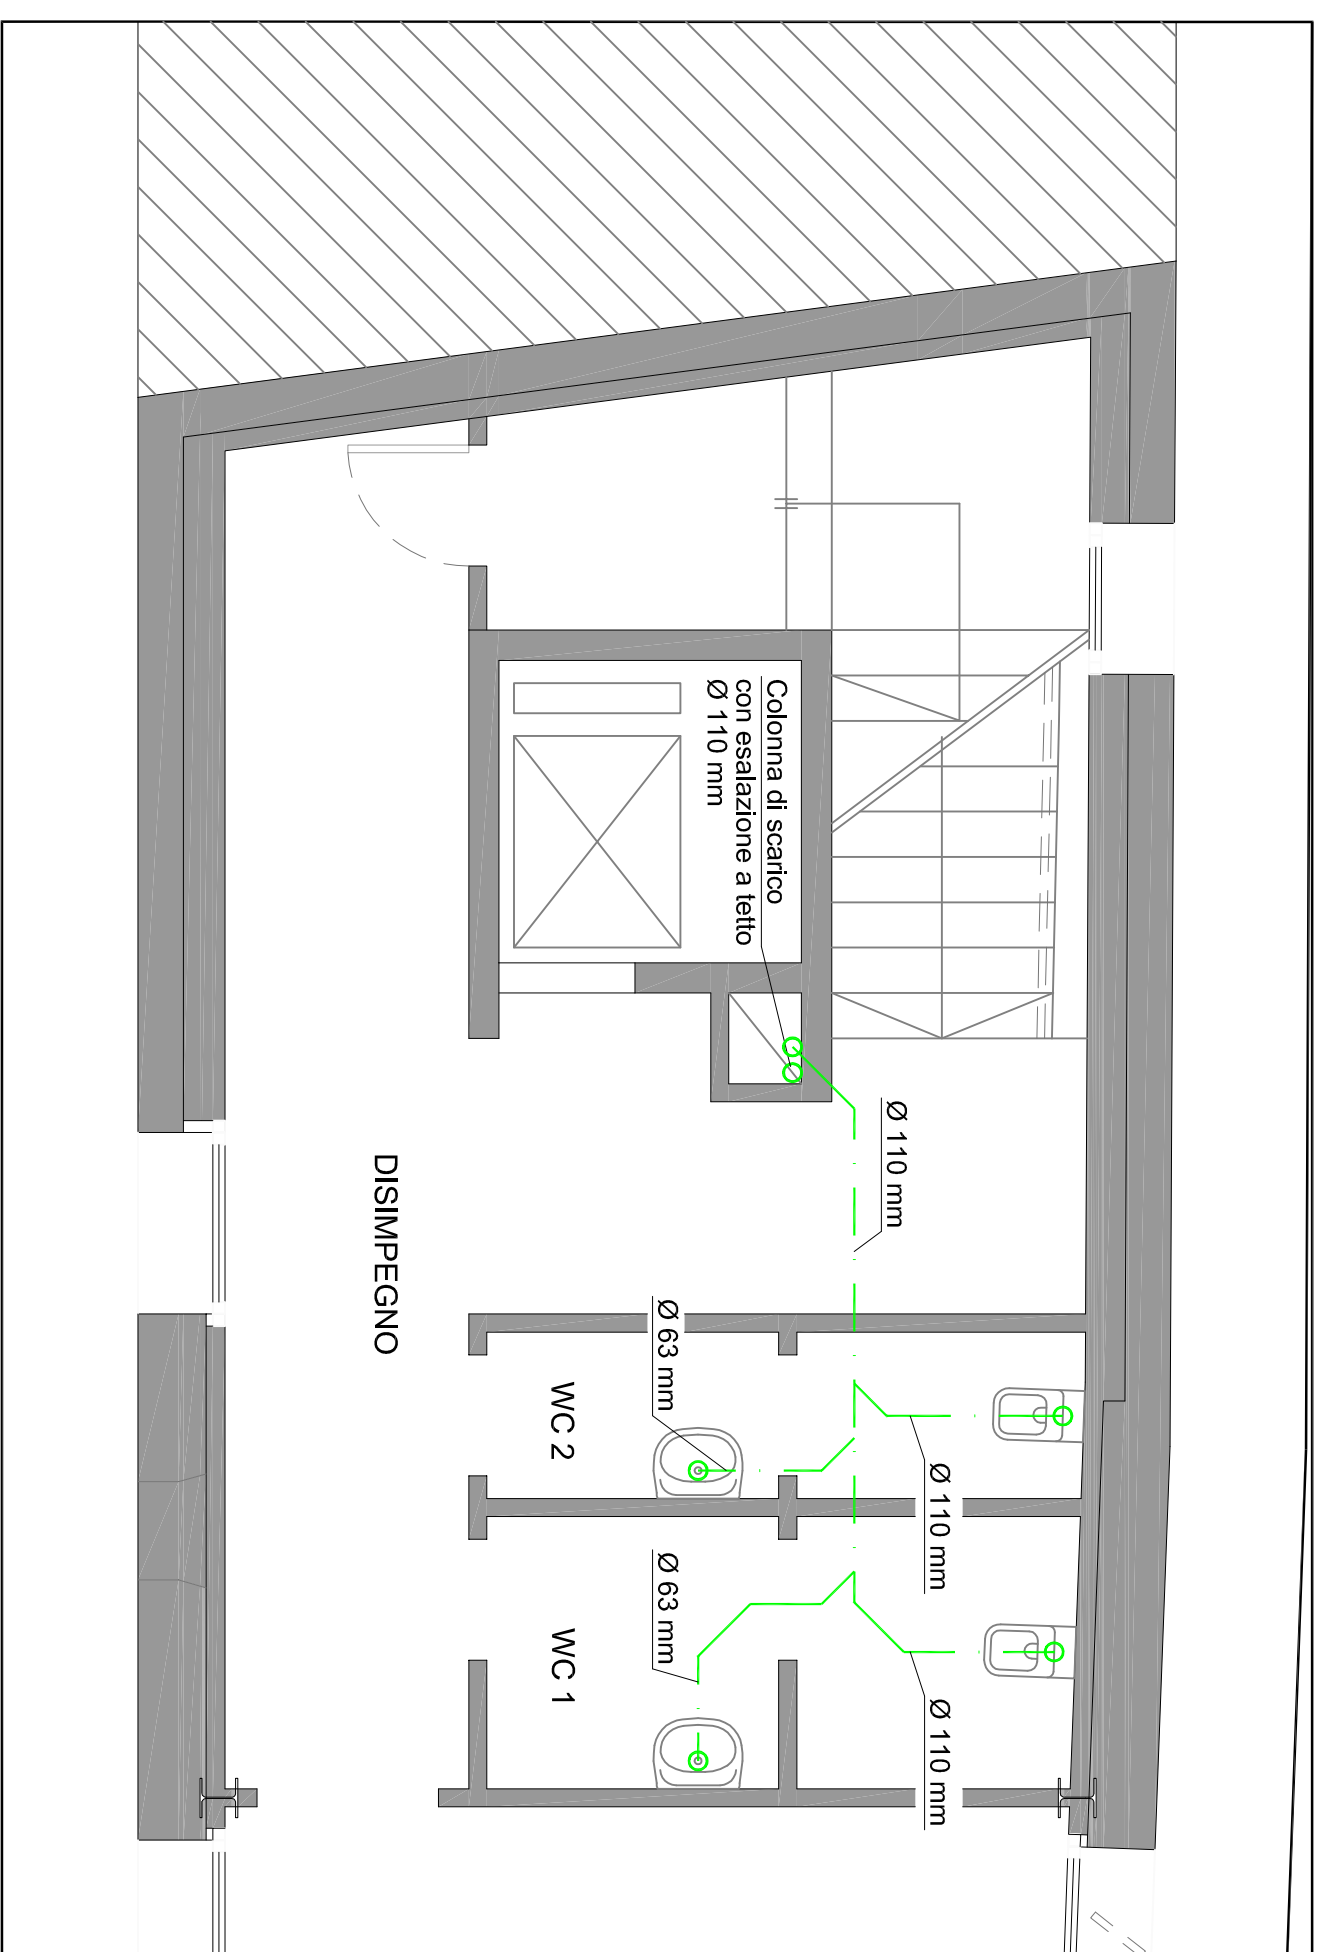 Colonna di scarico
con esalazione a tetto
Ø 110 mm
Ø 110 mm
DISIMPEGNO
Ø 63 mm
WC 2
Ø 110 mm
Ø 63 mm
WC 1
Ø 110 mm